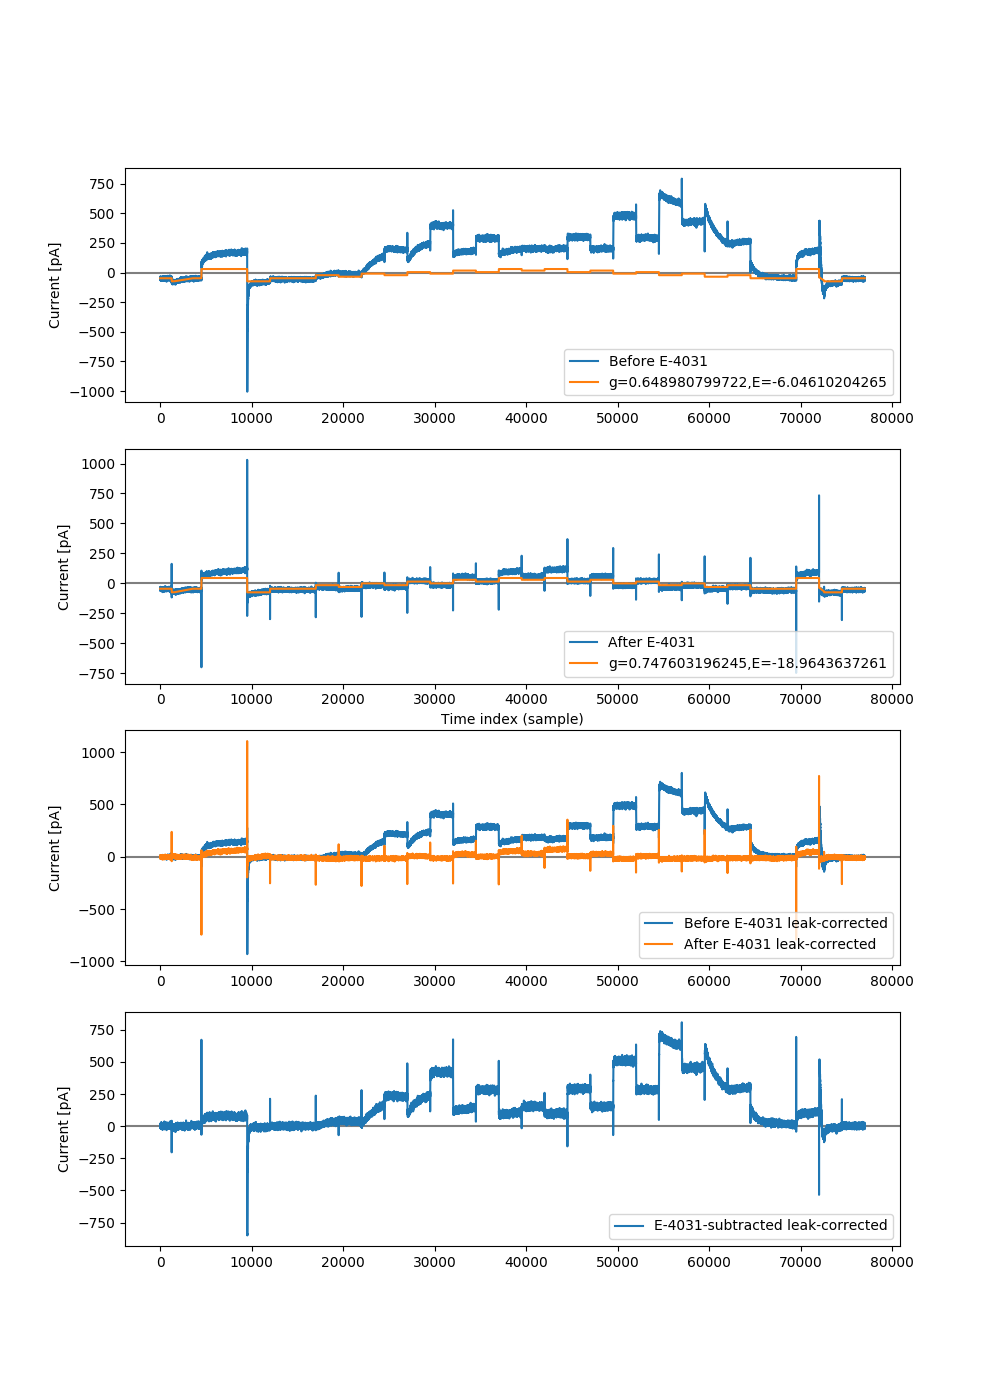 750
500
250
0
−250
−500
−750
−1000
Current [pA]
Before E-4031
g=0.648980799722,E=-6.04610204265
0 10000 20000 30000 40000 50000 60000 70000 80000
1000
750
500
250
0
−250
−500
−750
Current [pA]
After E-4031
g=0.747603196245,E=-18.9643637261
0 10000 20000 30000 40000 50000 60000 70000 80000
Time index (sample)
1000
500
0
−500
−1000
Current [pA]
Before E-4031 leak-corrected
After E-4031 leak-corrected
0 10000 20000 30000 40000 50000 60000 70000 80000
750
500
250
0
−250
−500
−750
Current [pA]
E-4031-subtracted leak-corrected
0 10000 20000 30000 40000 50000 60000 70000 80000